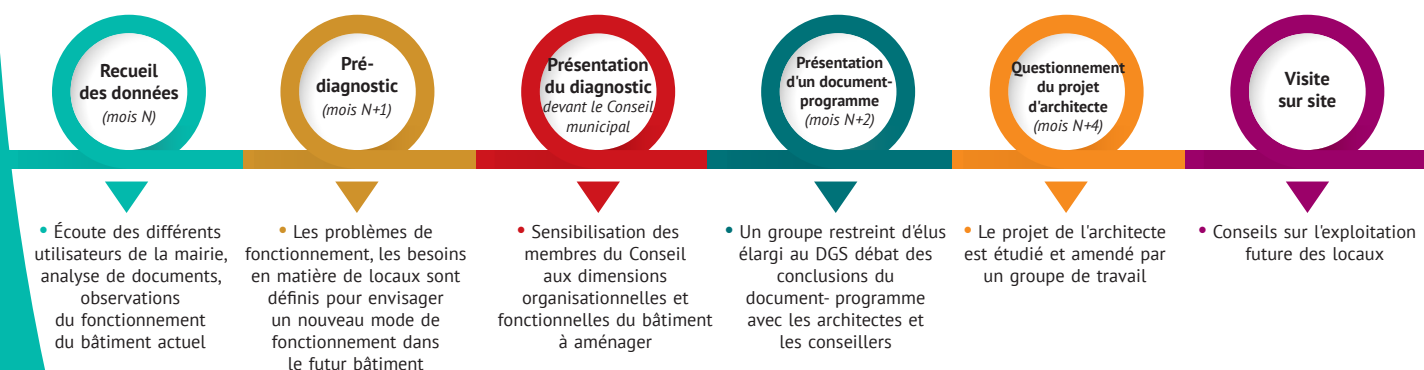 Recueil
des données
(mois N)
Pré-
diagnostic
(mois N+1)
Présentation
du diagnostic
devant le Conseil
municipal
Présentation
d'un document-
programme
(mois N+2)
Questionnement
du projet
d'architecte
(mois N+4)
Visite
sur site
• Écoute des différents
utilisateurs de la mairie,
analyse de documents,
observations
du fonctionnement
du bâtiment actuel
• Les problèmes de
fonctionnement, les besoins
en matière de locaux sont
définis pour envisager
un nouveau mode de
fonctionnement dans
le futur bâtiment
• Sensibilisation des
membres du Conseil
aux dimensions
organisationnelles et
fonctionnelles du bâtiment
à aménager
• Un groupe restreint d'élus
élargi au DGS débat des
conclusions du
document- programme
avec les architectes et
les conseillers
• Le projet de l'architecte
est étudié et amendé par
un groupe de travail
• Conseils sur l'exploitation
future des locaux